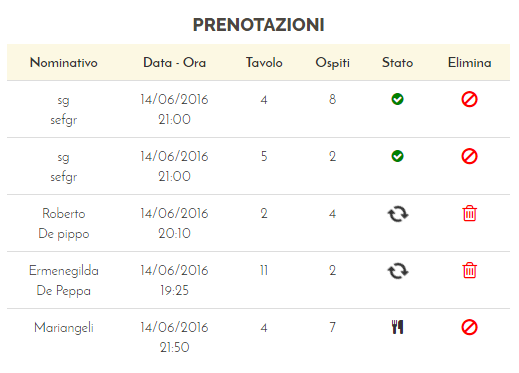 PRENOTAZIONI
Nominativo Data - Ora Tavolo Ospiti Stato Elimina
sg 14/06/2016 4 8
sefgr 21:00
sg 14/06/2016 5 2
sefgr 21:00
Roberto 14/06/2016 2 4
De pippo 20:10
Ermenegilda 14/06/2016 11 2
De Peppa 19:25
Mariangeli 14/06/2016 4 7
21:50